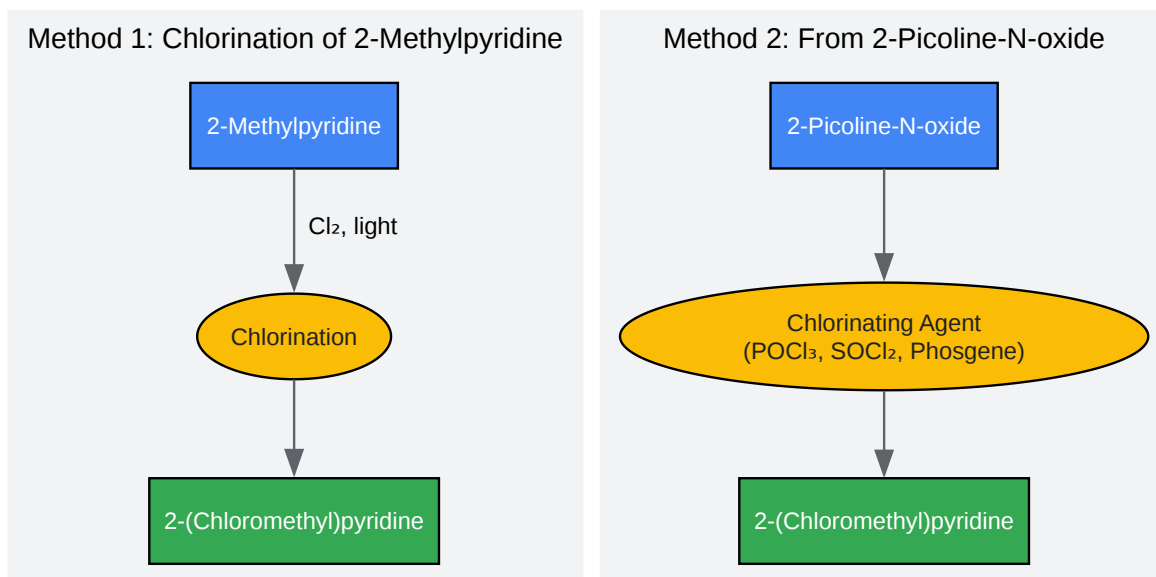 Method 1: Chlorination of 2-Methylpyridine
2-Methylpyridine
Cl₂, light
Chlorination
2-(Chloromethyl)pyridine
Method 2: From 2-Picoline-N-oxide
2-Picoline-N-oxide
Chlorinating Agent
(POCl₃, SOCl₂, Phosgene)
2-(Chloromethyl)pyridine